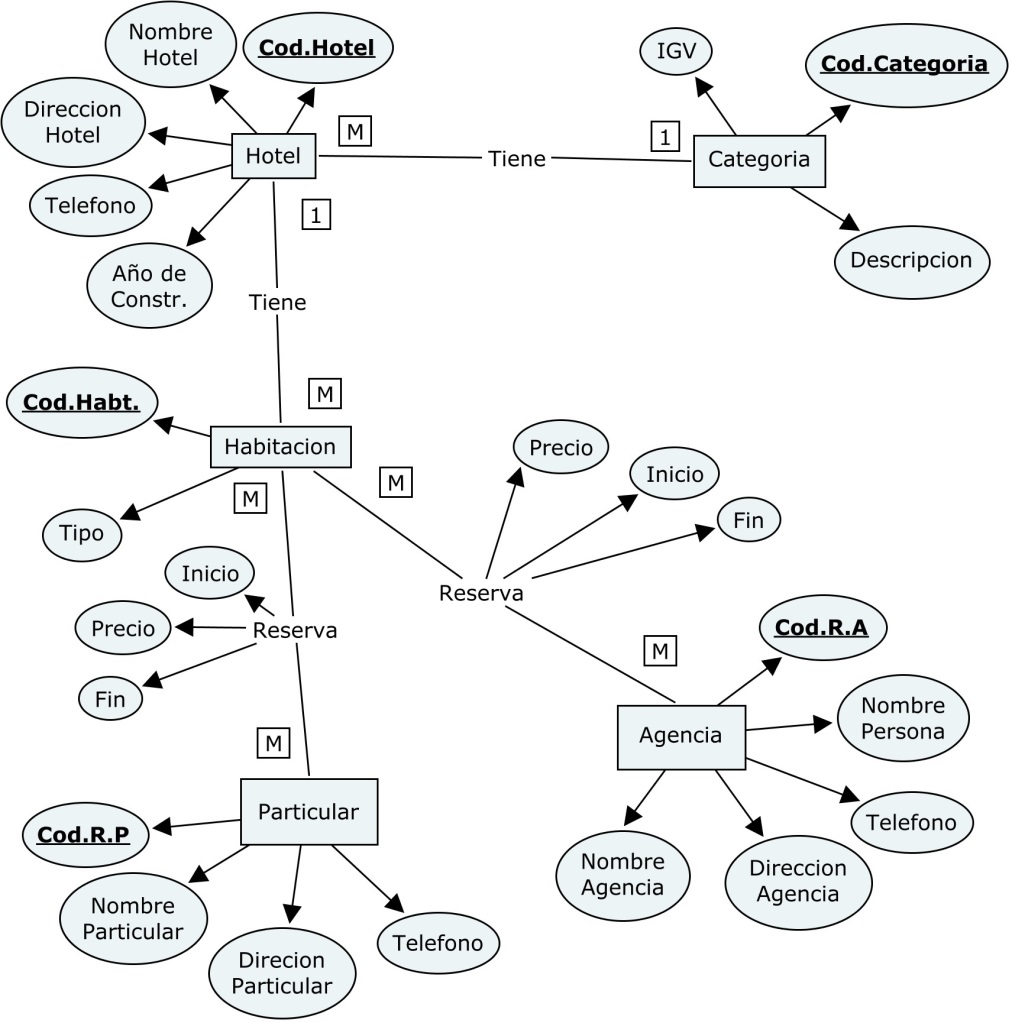 Nombre
Hotel
Cod.Hotel
IGV
Cod.Categoria
Direccion
Hotel
M
1
Hotel
Tiene
Categoria
Telefono
1
Año de
Constr.
Descripcion
Tiene
M
Cod.Habt.
Habitacion
Precio
Inicio
M
M
Fin
Tipo
Inicio
Reserva
Precio
Reserva
Cod.R.A
M
Fin
Nombre
Persona
Agencia
M
Particular
Telefono
Cod.R.P
Nombre
Agencia
Direccion
Agencia
Nombre
Particular
Telefono
Direcion
Particular